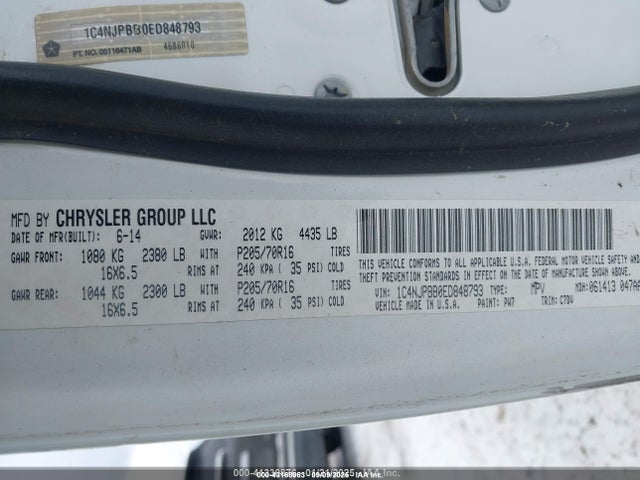 1C4NJPBB0ED848793
PT. NO. 05116471AB 4686010
MFD BY CHRYSLER GROUP LLC
DATE OF MFR(BUILT): 6-14 GVWR: 2012 KG 4435 LB
GAWR FRONT: 1080 KG 2380 LB WITH P205/70R16 TIRES
16X6.5 RIMS AT 240 KPA ( 35 PSI) COLD
GAWR REAR: 1044 KG 2300 LB WITH P205/70R16 TIRES
16X6.5 RIMS AT 240 KPA ( 35 PSI) COLD
THIS VEHICLE CONFORMS TO ALL APPLICABLE U.S.A. FEDERAL MOTOR VEHICLE SAFETY AND
THEFT PREVENTION STANDARDS IN EFFECT ON THE DATE OF MANUFACTURE SHOWN ABOVE.
VIN: 1C4NJPBB0ED848793 TYPE: MPV MDH: 061413 047AA
VEHICLE MADE IN U.S.A. PAINT: PW7 TRIM: C7DV